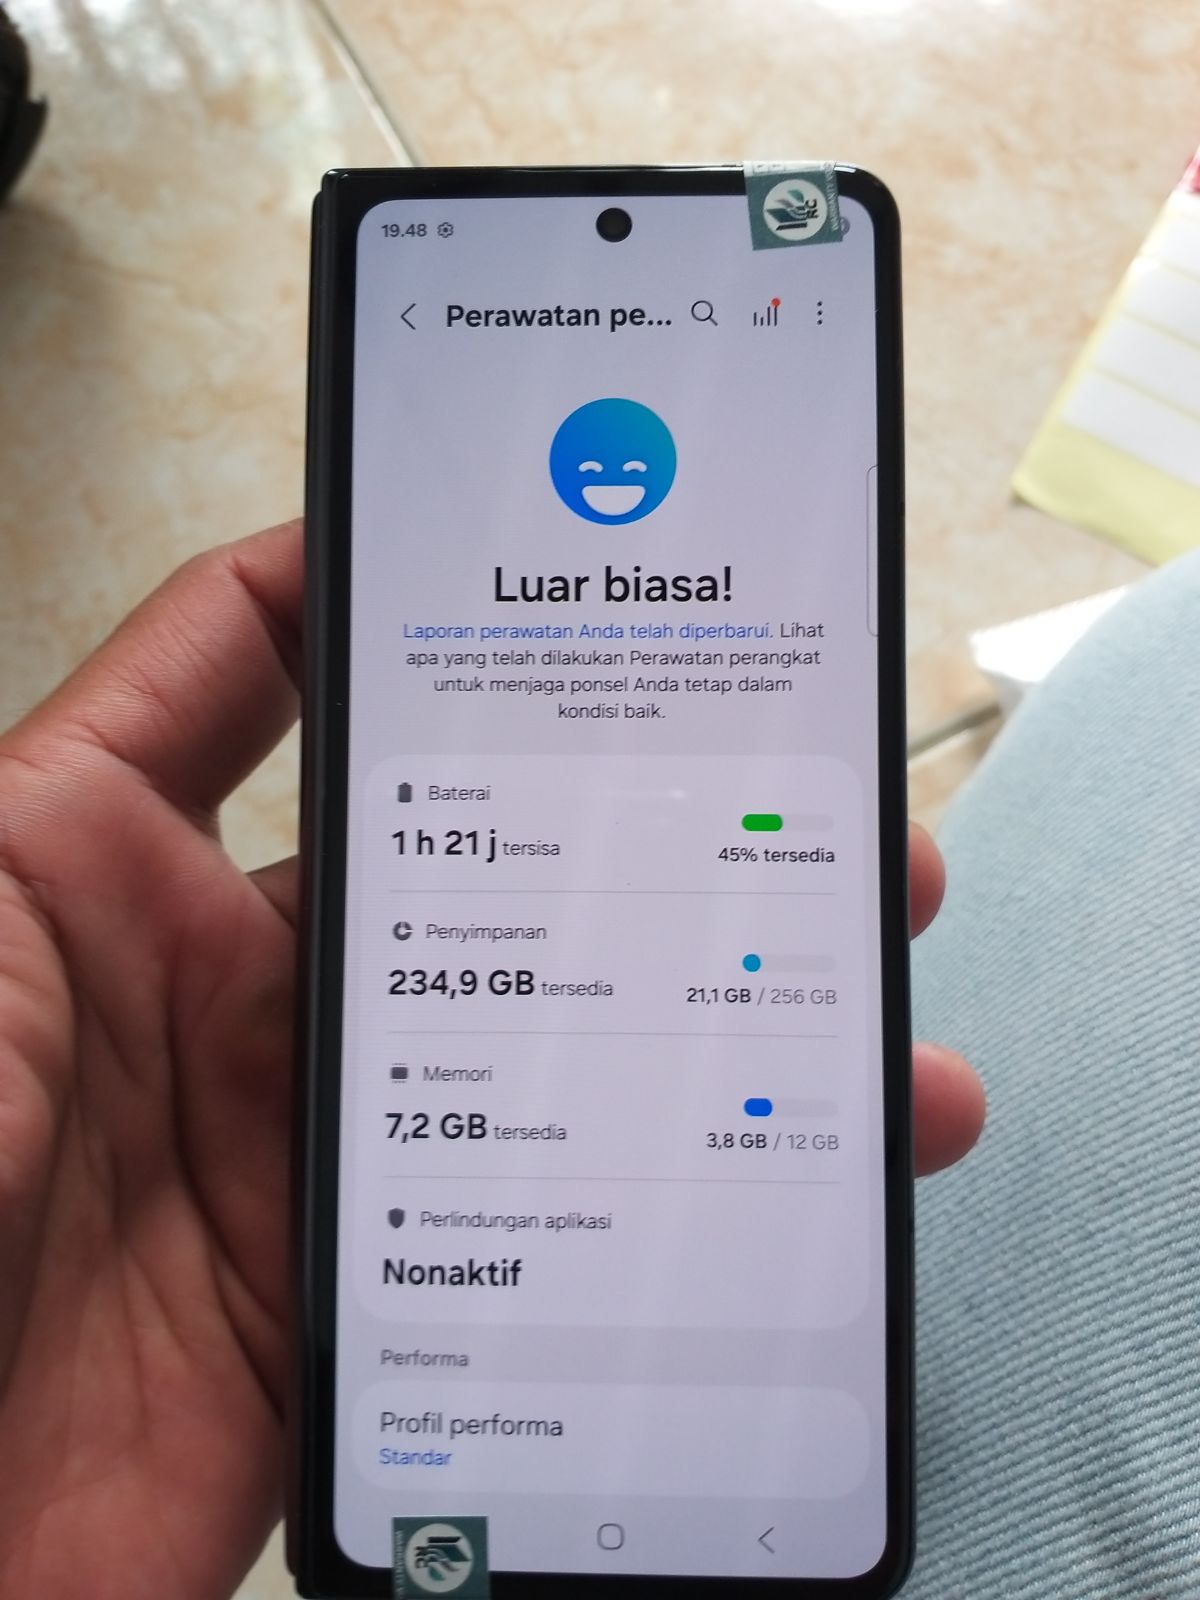 19.48
RC
Perawatan pe...
Luar biasa!
Laporan perawatan Anda telah diperbarui. Lihat
apa yang telah dilakukan Perawatan perangkat
untuk menjaga ponsel Anda tetap dalam
kondisi baik.
Baterai
1 h 21 j tersisa
45% tersedia
Penyimpanan
234,9 GB tersedia
21,1 GB / 256 GB
Memori
7,2 GB tersedia
3,8 GB / 12 GB
Perlindungan aplikasi
Nonaktif
Performa
Profil performa
Standar
RC